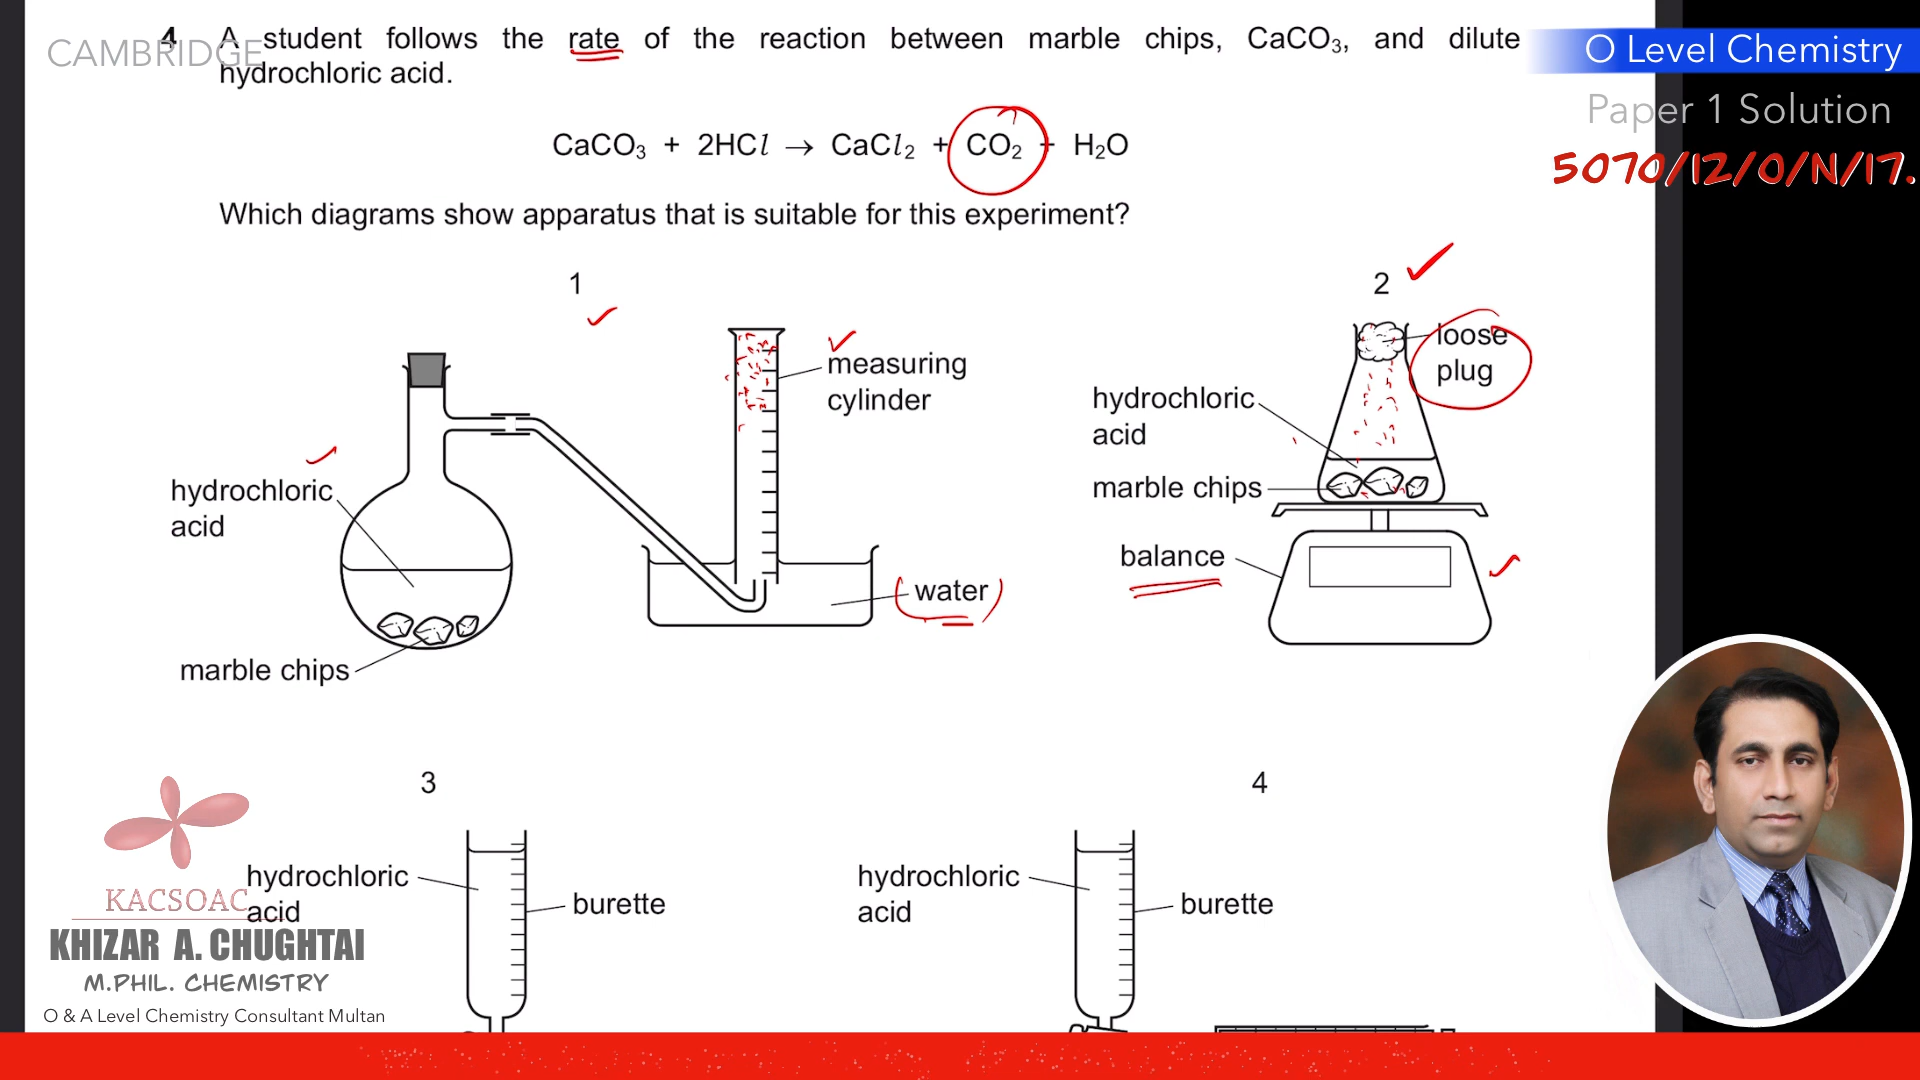 CAMBRIDGE
O Level Chemistry
Paper 1 Solution
5070/12/O/N/17.
4 A student follows the rate of the reaction between marble chips, CaCO₃, and dilute
hydrochloric acid.
CaCO₃ + 2HCl → CaCl₂ + CO₂ + H₂O
Which diagrams show apparatus that is suitable for this experiment?
1
2
measuring
cylinder
hydrochloric
acid
water
marble chips
loose
plug
hydrochloric
acid
marble chips
balance
3
4
hydrochloric
acid
burette
hydrochloric
acid
burette
KACSOAC
KHIZAR A. CHUGHTAI
M.PHIL. CHEMISTRY
O & A Level Chemistry Consultant Multan